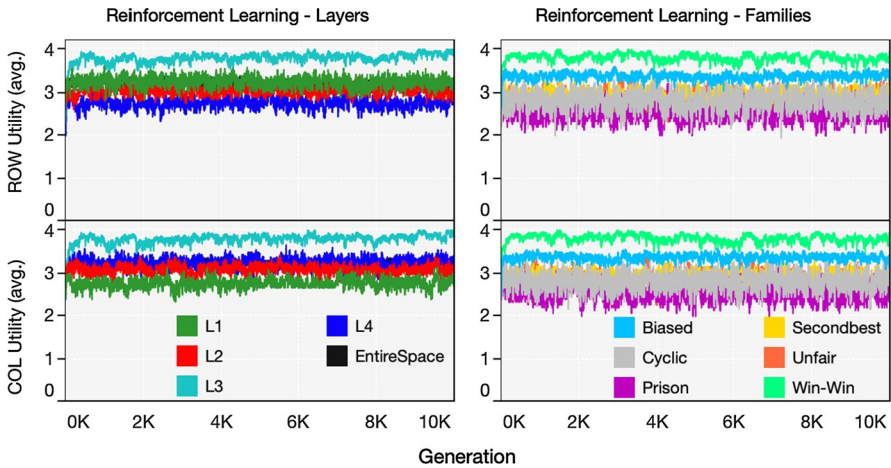 Reinforcement Learning - Layers
Reinforcement Learning - Families
ROW Utility (avg.)
4
3
2
1
0
4
3
2
1
0
COL Utility (avg.)
4
3
2
1
0
4
3
2
1
0
L1
L2
L3
L4
EntireSpace
Biased
Cyclic
Prison
Secondbest
Unfair
Win-Win
0K 2K 4K 6K 8K 10K
0K 2K 4K 6K 8K 10K
Generation